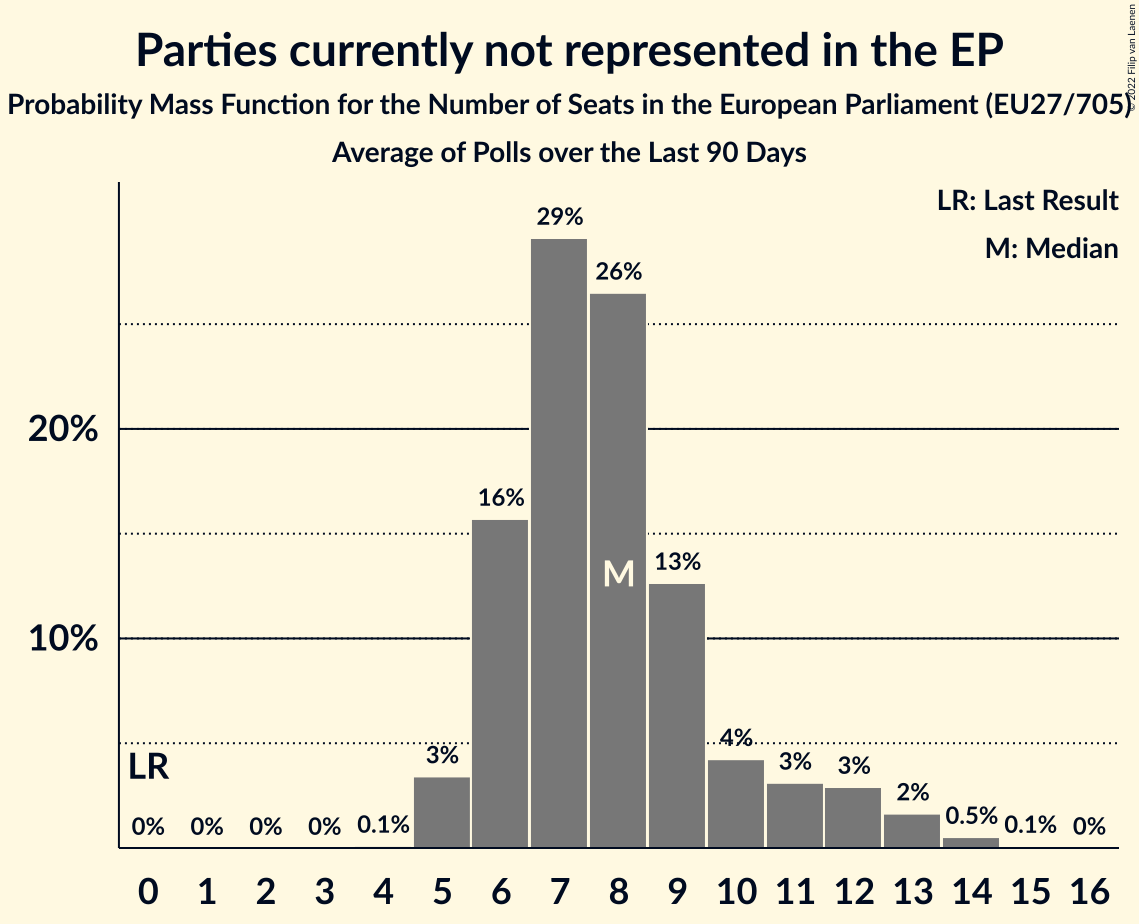 Parties currently not represented in the EP
Probability Mass Function for the Number of Seats in the European Parliament (EU27/705)
Average of Polls over the Last 90 Days
© 2022 Filip van Laenen
LR: Last Result
M: Median
29%
26%
20%
16%
M
13%
10%
LR
3%
4%
3%
3%
2%
0%
0%
0%
0%
0.1%
0.5%
0.1%
0%
0 1 2 3 4 5 6 7 8 9 10 11 12 13 14 15 16